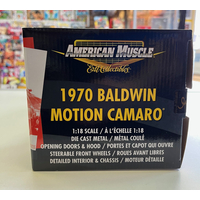 AMERICAN MUSCLE
Ertl Collectibles
1970 BALDWIN
MOTION CAMARO
1:18 SCALE / À L'ÉCHELLE 1:18
DIE CAST METAL / MÉTAL COULÉ
OPENING DOORS & HOOD / PORTES ET CAPOT QUI OUVRE
STEERABLE FRONT WHEELS / ROUES AVANT LIBRES
DETAILED INTERIOR & CHASSIS / MOTEUR DÉTAILLÉ